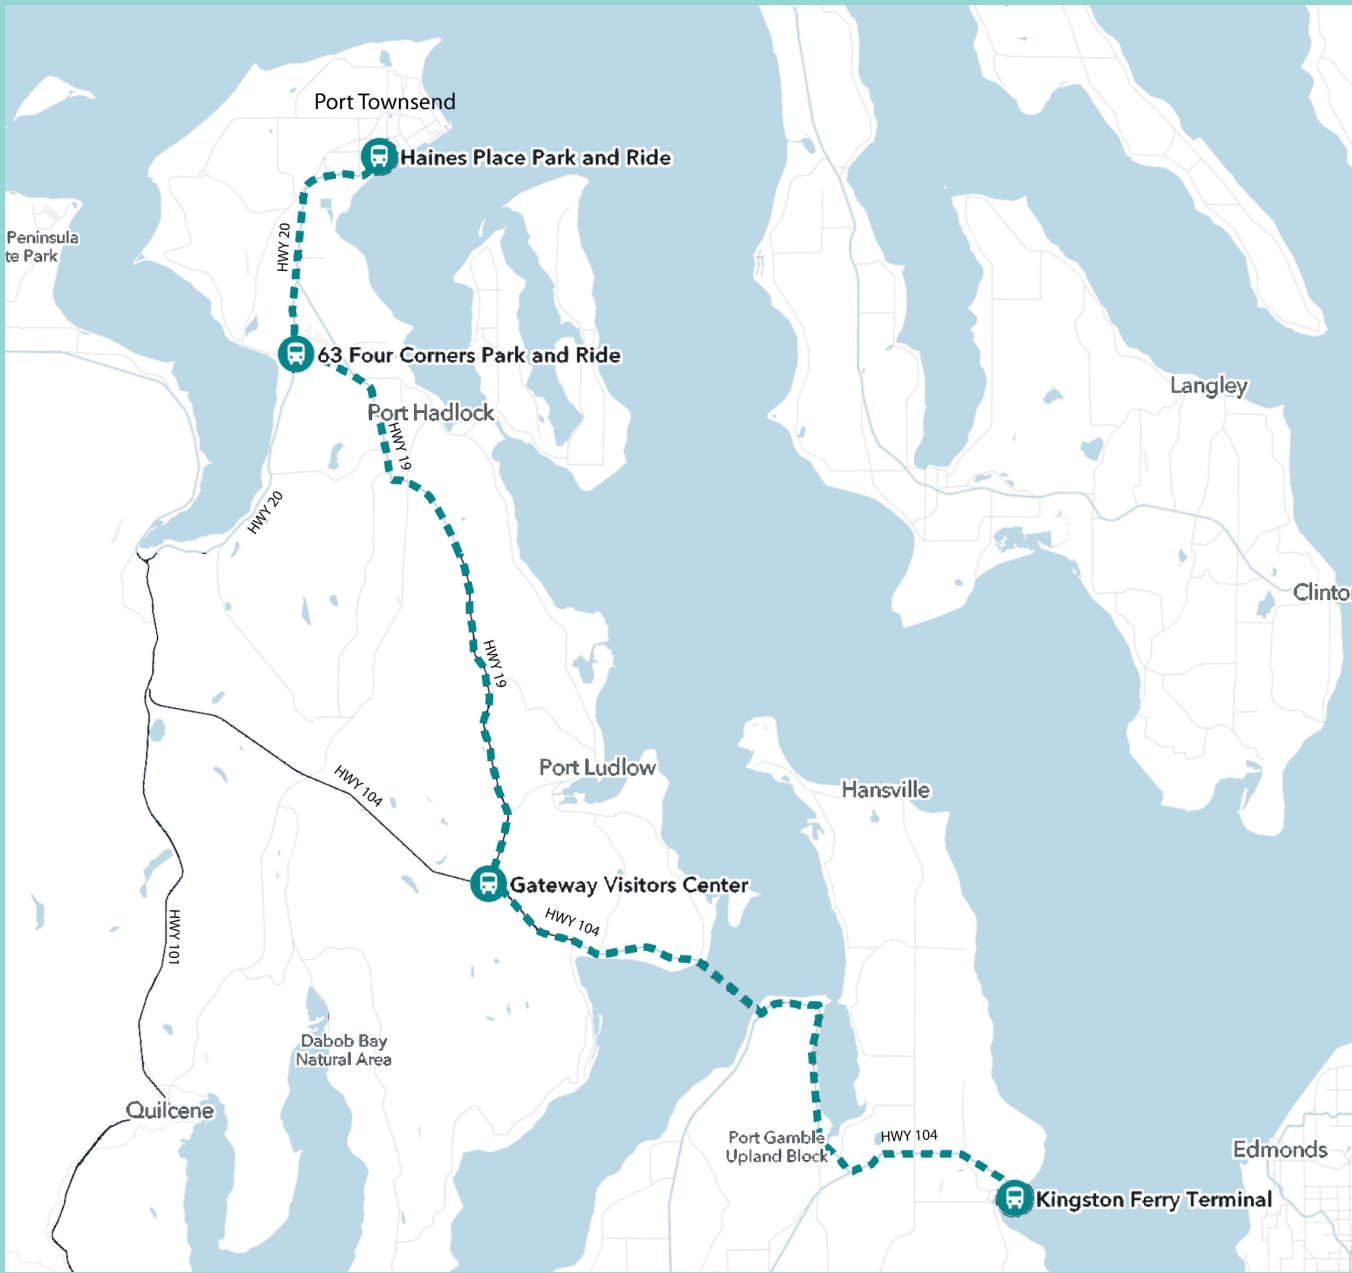 Port Townsend
Haines Place Park and Ride
HWY 20
Peninsula
te Park
63 Four Corners Park and Ride
Langley
Port Hadlock
HWY 19
HWY 20
Clinto
HWY 19
Port Ludlow
HWY 104
Hansville
Gateway Visitors Center
HWY 104
HWY 101
Dabob Bay
Natural Area
Quilcene
Port Gamble
Upland Block
HWY 104
Edmonds
Kingston Ferry Terminal